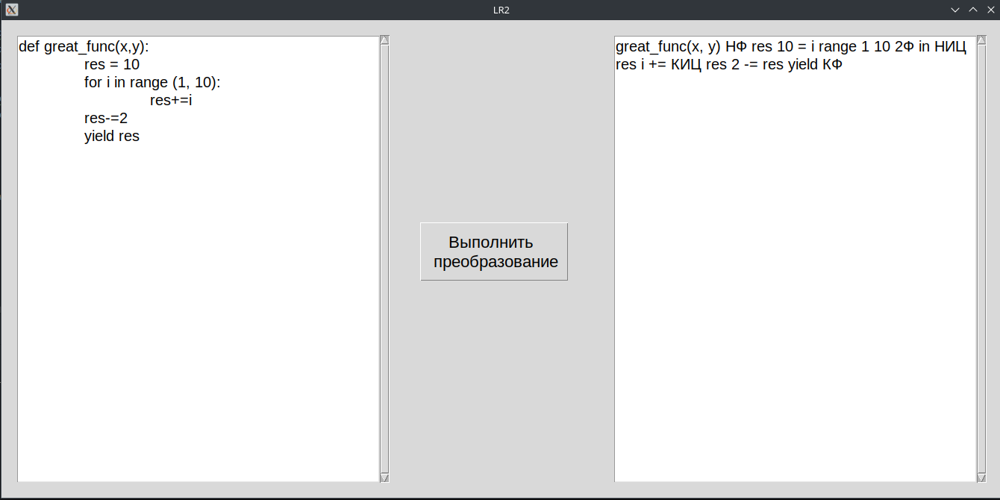 LR2
def great_func(x,y):
res = 10
for i in range (1, 10):
res+=i
res-=2
yield res
Выполнить
преобразование
great_func(x, y) НФ res 10 = i range 1 10 2Ф in НИЦ
res i += КИЦ res 2 -= res yield КФ